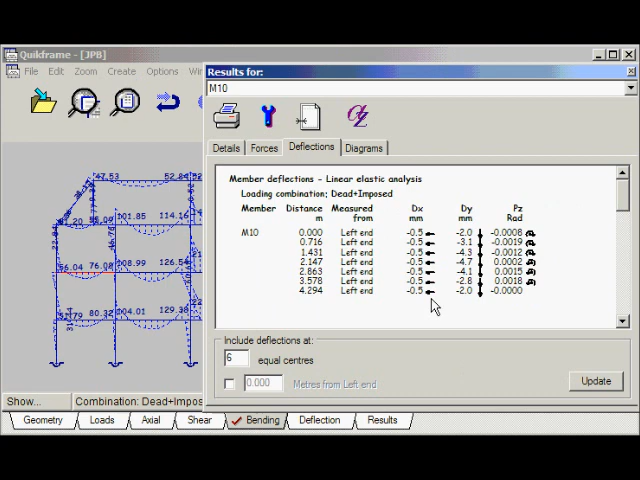 Quikframe - [JPB]
File Edit Zoom Create Options
Results for:
M10
Details Forces Deflections Diagrams
Member deflections - Linear elastic analysis
Loading combination; Dead+Imposed
Member Distance Measured Dx Dy Pz
m from mm mm Rad
M10 0.000 Left end -0.5 -2.0 -0.0008
0.716 Left end -0.5 -3.1 -0.0019
1.431 Left end -0.5 -4.3 -0.0012
2.147 Left end -0.5 -4.7 0.0002
2.863 Left end -0.5 -4.1 0.0015
3.578 Left end -0.5 -2.8 0.0018
4.294 Left end -0.5 -2.0 -0.0000
Include deflections at:
6 equal centres
0.000 Metres from Left end
Update
47.53 52.84
101.85 114.16
56.04 76.08 108.99 126.54
80.32 104.01 129.38
Show... Combination: Dead+Impos
Geometry Loads Axial Shear Bending Deflection Results